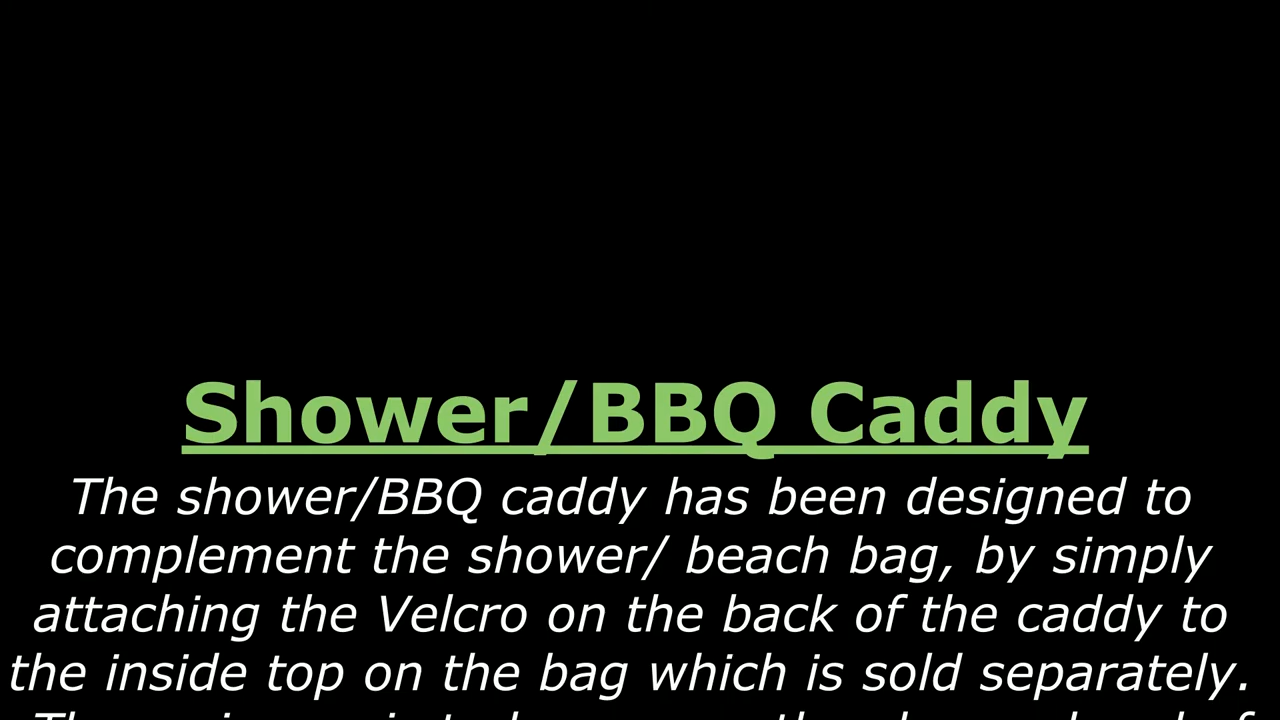 Shower/BBQ Caddy
The shower/BBQ caddy has been designed to
complement the shower/ beach bag, by simply
attaching the Velcro on the back of the caddy to
the inside top on the bag which is sold separately.